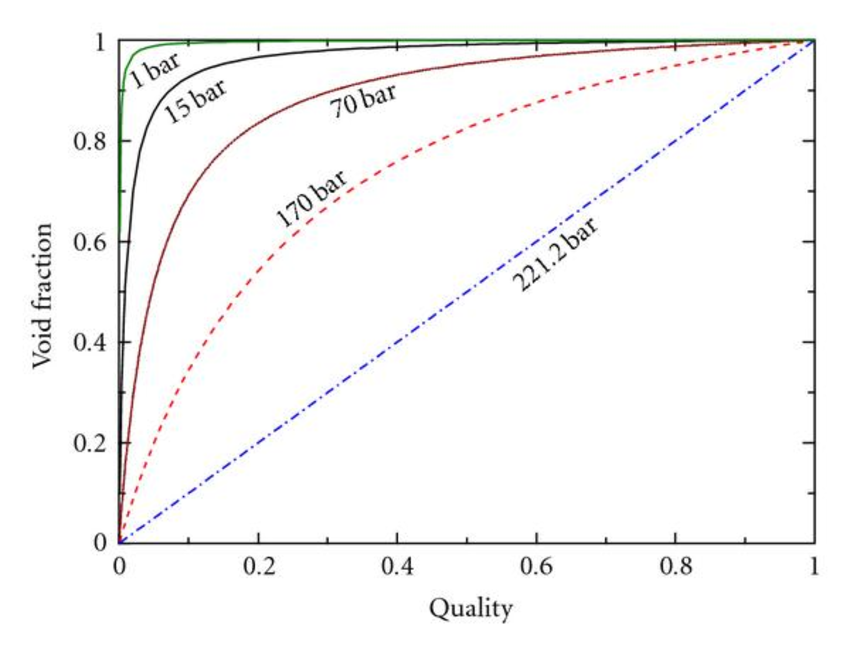 1
1 bar
15 bar
70 bar
0.8
170 bar
0.6
221.2 bar
Void fraction
0.4
0.2
0
0 0.2 0.4 0.6 0.8 1
Quality